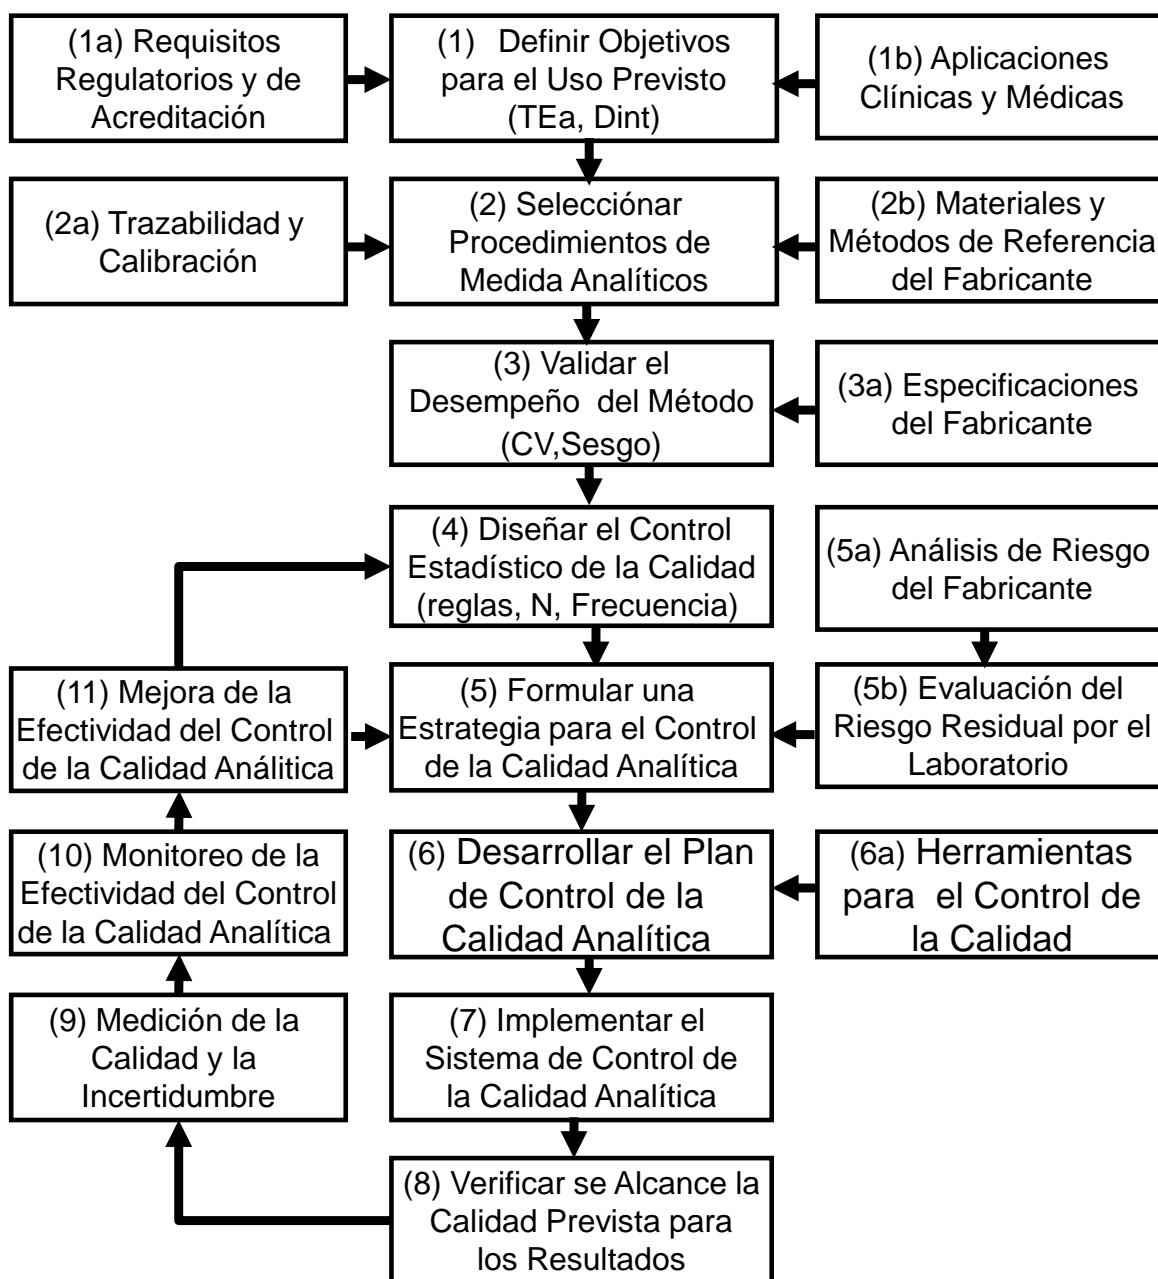 (1a) Requisitos
Regulatorios y de
Acreditación
(1) Definir Objetivos
para el Uso Previsto
(TEa, Dint)
(1b) Aplicaciones
Clínicas y Médicas
(2a) Trazabilidad y
Calibración
(2) Selecciónar
Procedimientos de
Medida Analíticos
(2b) Materiales y
Métodos de Referencia
del Fabricante
(3) Validar el
Desempeño del Método
(CV,Sesgo)
(3a) Especificaciones
del Fabricante
(4) Diseñar el Control
Estadístico de la Calidad
(reglas, N, Frecuencia)
(5a) Análisis de Riesgo
del Fabricante
(11) Mejora de la
Efectividad del Control
de la Calidad Análitica
(5) Formular una
Estrategia para el Control
de la Calidad Analítica
(5b) Evaluación del
Riesgo Residual por el
Laboratorio
(10) Monitoreo de la
Efectividad del Control
de la Calidad Analítica
(6) Desarrollar el Plan
de Control de la
Calidad Analítica
(6a) Herramientas
para el Control de
la Calidad
(9) Medición de la
Calidad y la
Incertidumbre
(7) Implementar el
Sistema de Control de
la Calidad Analítica
(8) Verificar se Alcance la
Calidad Prevista para
los Resultados